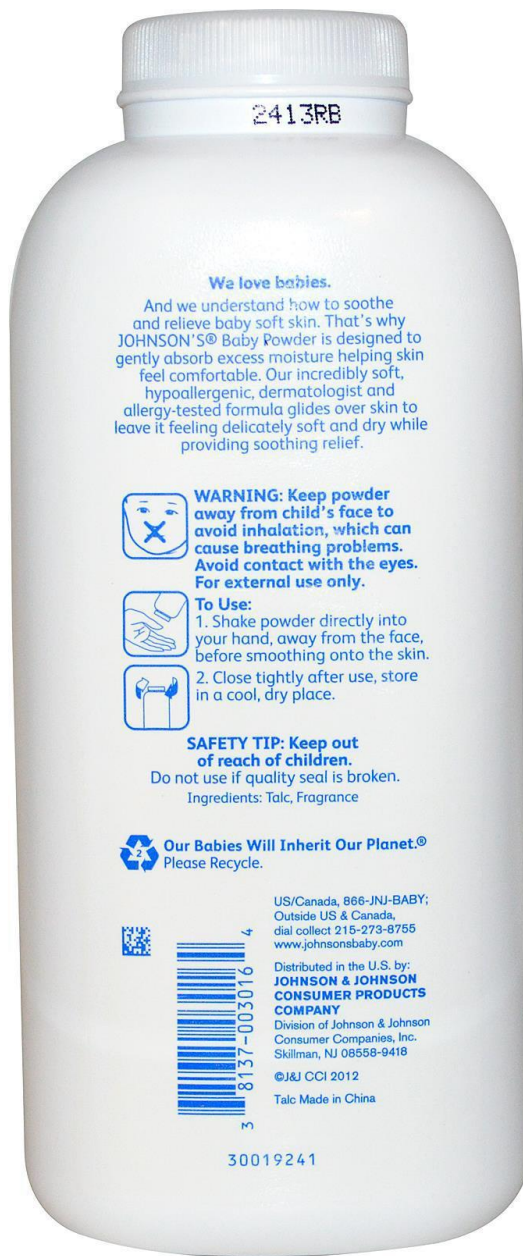 2413RB
We love babies.
And we understand how to soothe
and relieve baby soft skin. That's why
JOHNSON'S® Baby Powder is designed to
gently absorb excess moisture helping skin
feel comfortable. Our incredibly soft,
hypoallergenic, dermatologist and
allergy-tested formula glides over skin to
leave it feeling delicately soft and dry while
providing soothing relief.
WARNING: Keep powder
away from child's face to
avoid inhalation, which can
cause breathing problems.
Avoid contact with the eyes.
For external use only.
To Use:
1. Shake powder directly into
your hand, away from the face,
before smoothing onto the skin.
2. Close tightly after use, store
in a cool, dry place.
SAFETY TIP: Keep out
of reach of children.
Do not use if quality seal is broken.
Ingredients: Talc, Fragrance
2
Our Babies Will Inherit Our Planet.®
Please Recycle.
US/Canada, 866-JNJ-BABY;
Outside US & Canada,
dial collect 215-273-8755
www.johnsonsbaby.com
Distributed in the U.S. by:
JOHNSON & JOHNSON
CONSUMER PRODUCTS
COMPANY
Division of Johnson & Johnson
Consumer Companies, Inc.
Skillman, NJ 08558-9418
©J&J CCI 2012
Talc Made in China
3 8137-003016 4
30019241